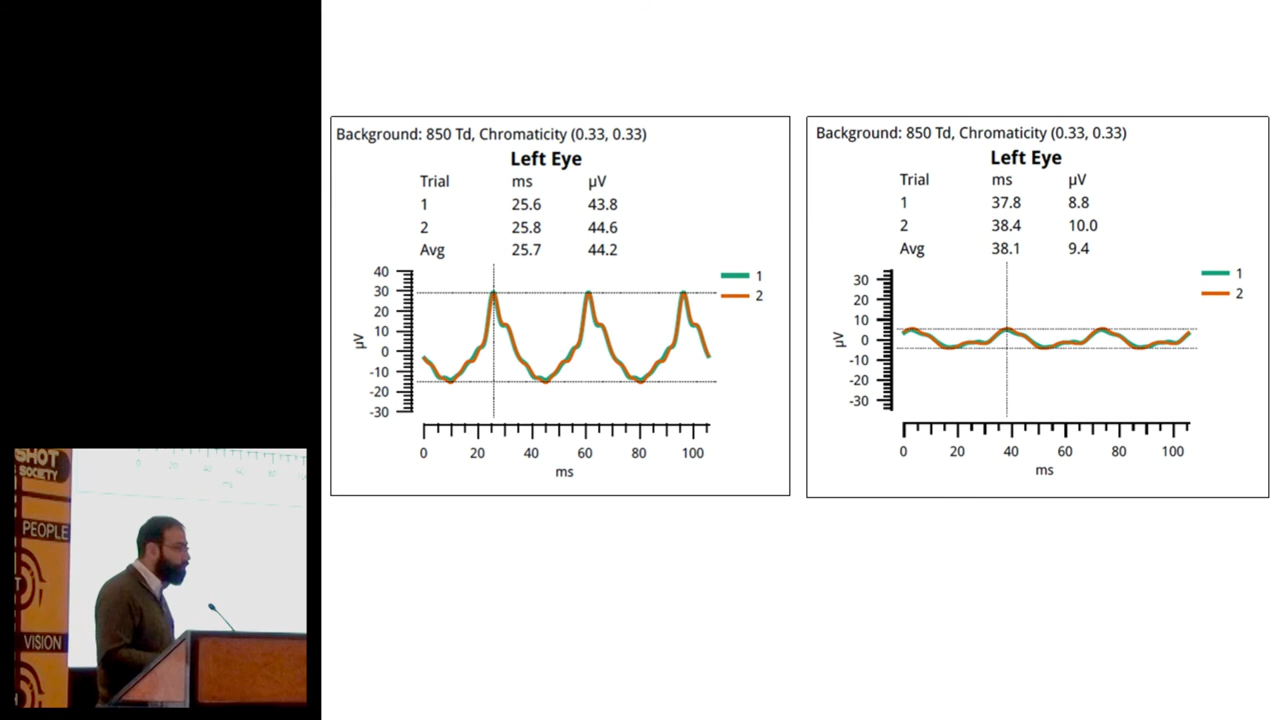 Background: 850 Td, Chromaticity (0.33, 0.33)
Left Eye
Trial ms µV
1 25.6 43.8
2 25.8 44.6
Avg 25.7 44.2
1
2
40
30
20
10
0
-10
-20
-30
µV
0 20 40 60 80 100
ms
Background: 850 Td, Chromaticity (0.33, 0.33)
Left Eye
Trial ms µV
1 37.8 8.8
2 38.4 10.0
Avg 38.1 9.4
1
2
30
20
10
0
-10
-20
-30
µV
0 20 40 60 80 100
ms
SHOT
SOCIETY
PEOPLE
VISION